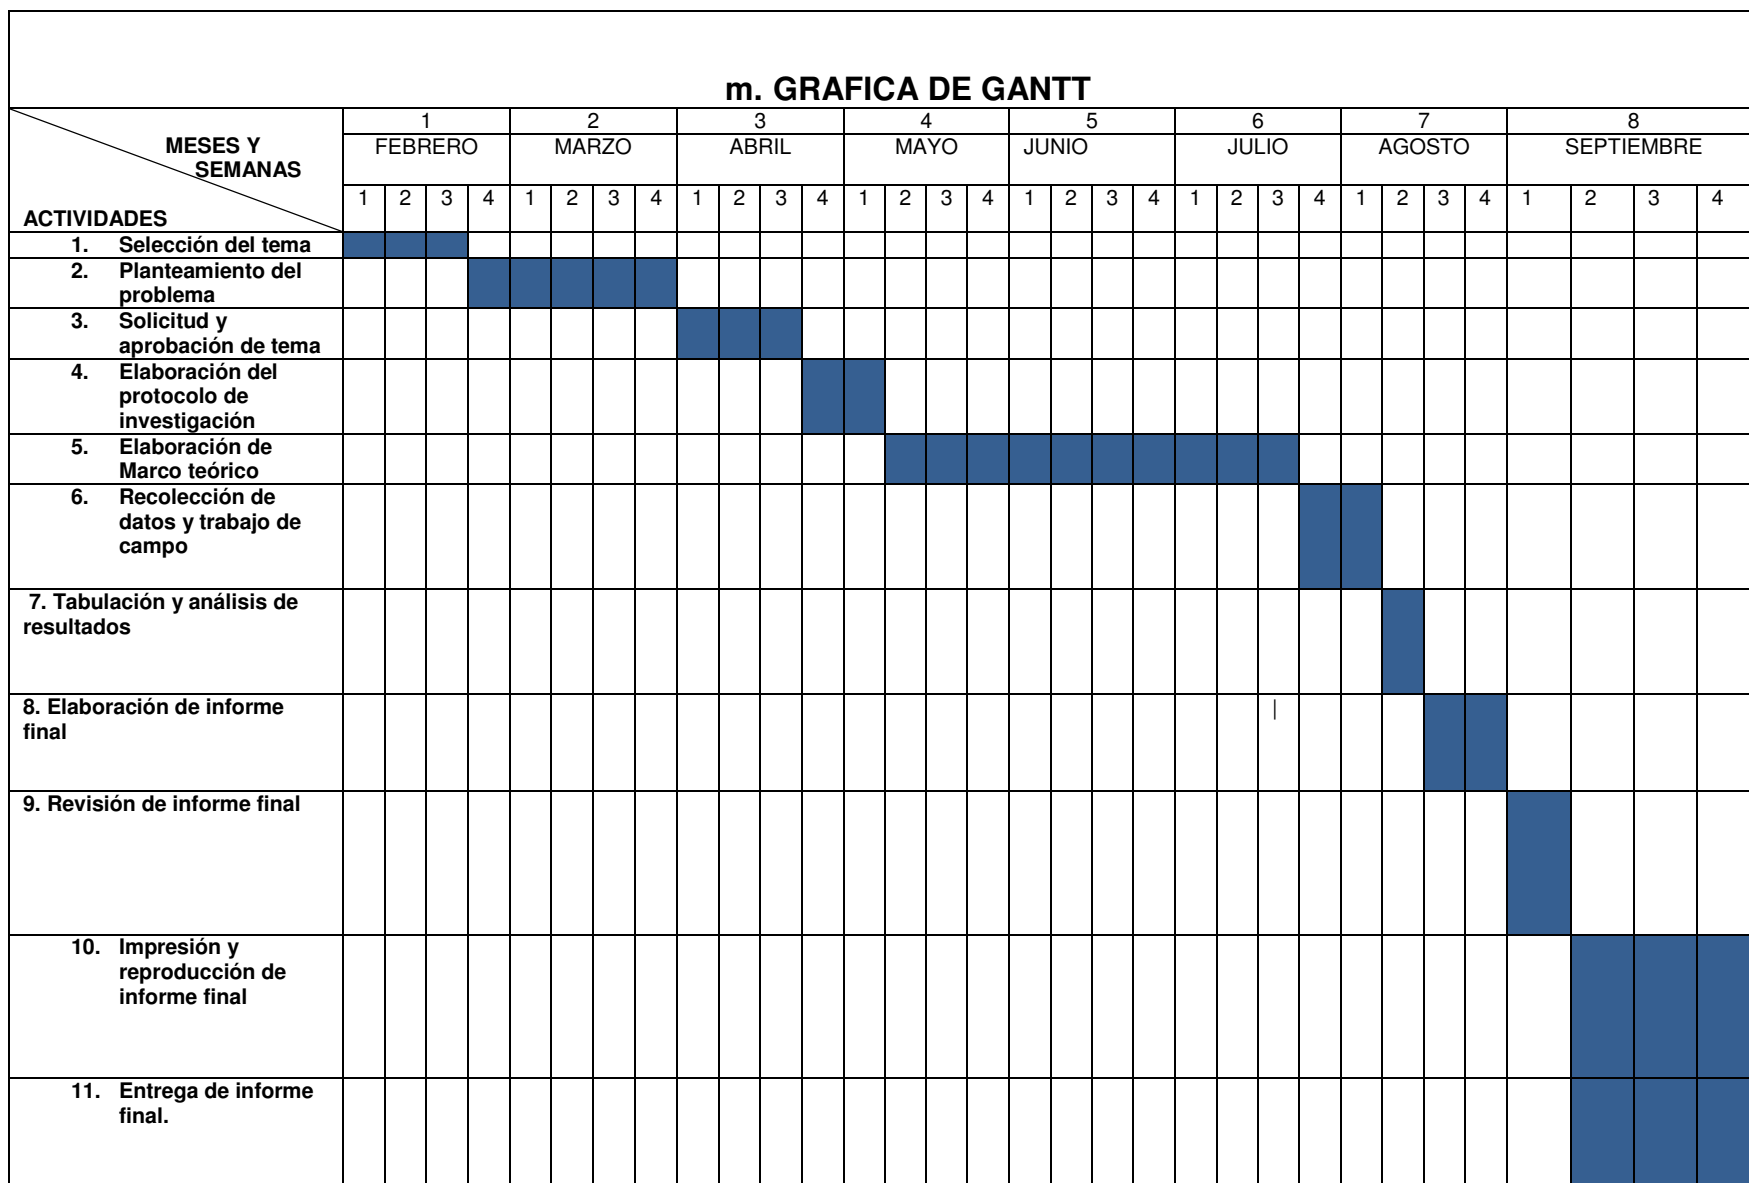 m. GRAFICA DE GANTT
MESES Y
SEMANAS
ACTIVIDADES
1 2 3 4 5 6 7 8
FEBRERO MARZO ABRIL MAYO JUNIO JULIO AGOSTO SEPTIEMBRE
1 2 3 4 1 2 3 4 1 2 3 4 1 2 3 4 1 2 3 4 1 2 3 4 1 2 3 4 1 2 3 4
1. Selección del tema
2. Planteamiento del
problema
3. Solicitud y
aprobación de tema
4. Elaboración del
protocolo de
investigación
5. Elaboración de
Marco teórico
6. Recolección de
datos y trabajo de
campo
7. Tabulación y análisis de
resultados
8. Elaboración de informe
final
|
9. Revisión de informe final
10. Impresión y
reproducción de
informe final
11. Entrega de informe
final.